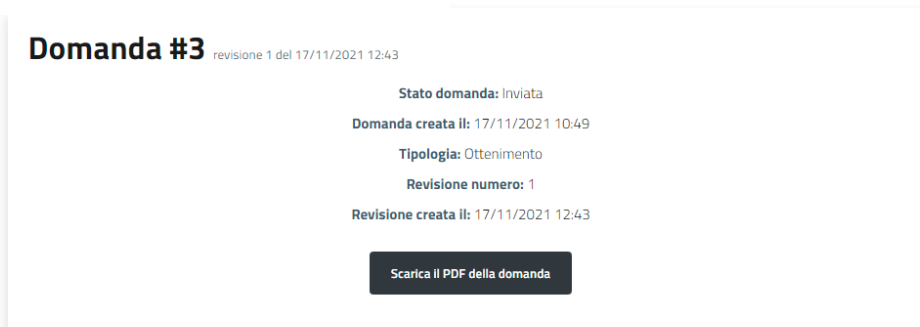 Domanda #3 revisione 1 del 17/11/2021 12:43
Stato domanda: Inviata
Domanda creata il: 17/11/2021 10:49
Tipologia: Ottenimento
Revisione numero: 1
Revisione creata il: 17/11/2021 12:43
Scarica il PDF della domanda